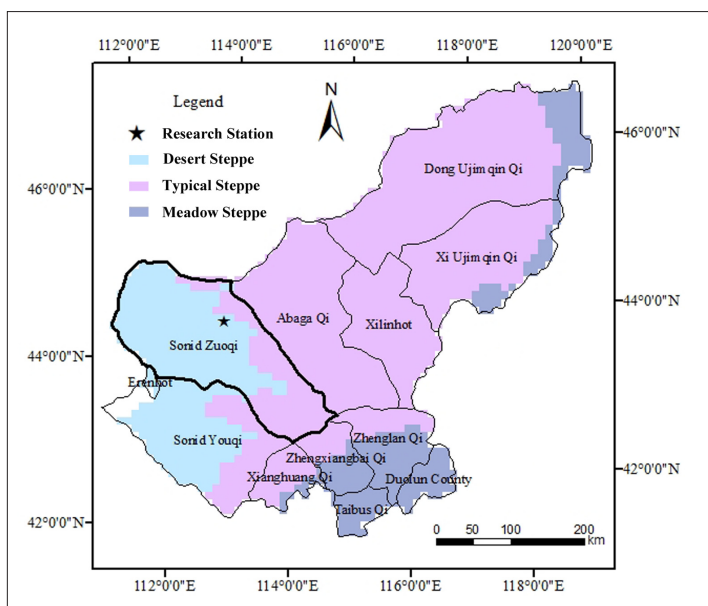 112°0'0"E 114°0'0"E 116°0'0"E 118°0'0"E 120°0'0"E
N
Legend
Research Station
Desert Steppe
Typical Steppe
Meadow Steppe
46°0'0"N
46°0'0"N
Dong Ujimqin Qi
Xi Ujimqin Qi
44°0'0"N
Abaga Qi
Xilinhot
Sonid Zuoqi
44°0'0"N
Erenhot
Sonid Youqi
Zhenglan Qi
Zhengxiangbai Qi
Xianghuang Qi
Duolun County
42°0'0"N
Taibus Qi
42°0'0"N
0 50 100 200
km
112°0'0"E 114°0'0"E 116°0'0"E 118°0'0"E